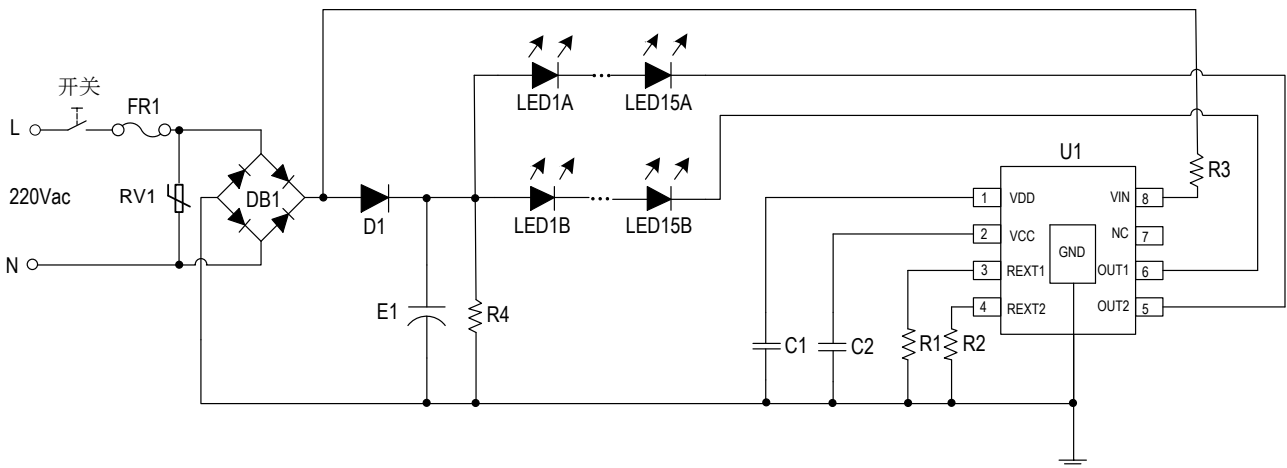 开关
L
FR1
220Vac
RV1
DB1
N
D1
E1
R4
LED1A
LED15A
LED1B
LED15B
U1
R3
1
VDD
VIN
8
2
VCC
NC
7
GND
3
REXT1
OUT1
6
4
REXT2
OUT2
5
C1
C2
R1
R2